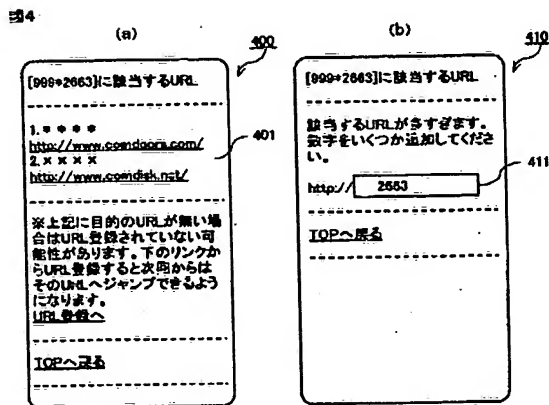 図4
(a)
400
[999*2663]に該当するURL
1.* * * *
http://www.comdoors.com/
2.× × × ×
http://www.comdisk.net/
401
※上記に目的のURLが無い場
合はURL登録されていない可
能性があります。下のリンクか
らURL登録すると次回からは
そのURLへジャンプできるよう
になります。
URL登録へ
TOPへ戻る
(b)
410
[999*2663]に該当するURL
該当するURLが多すぎます。
数字をいくつか追加してくださ
い。
http://
2663
411
TOPへ戻る